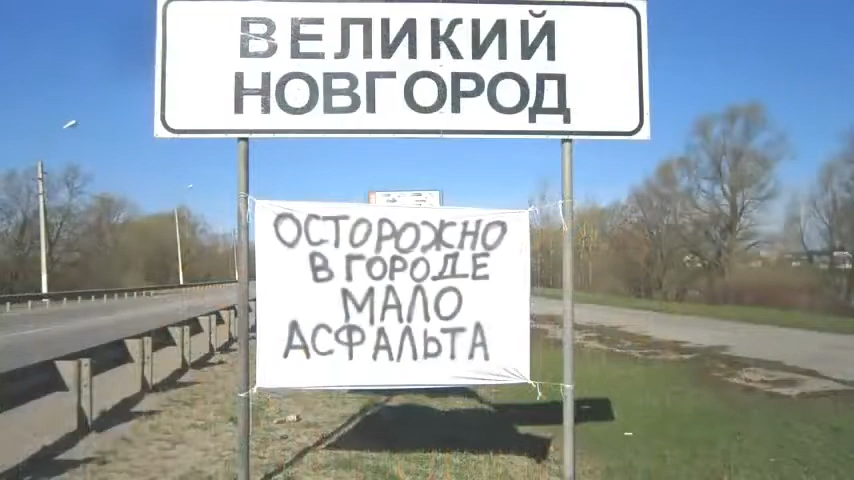 ВЕЛИКИЙ
НОВГОРОД
ОСТОРОЖНО
В ГОРОДЕ
МАЛО
АСФАЛЬТА